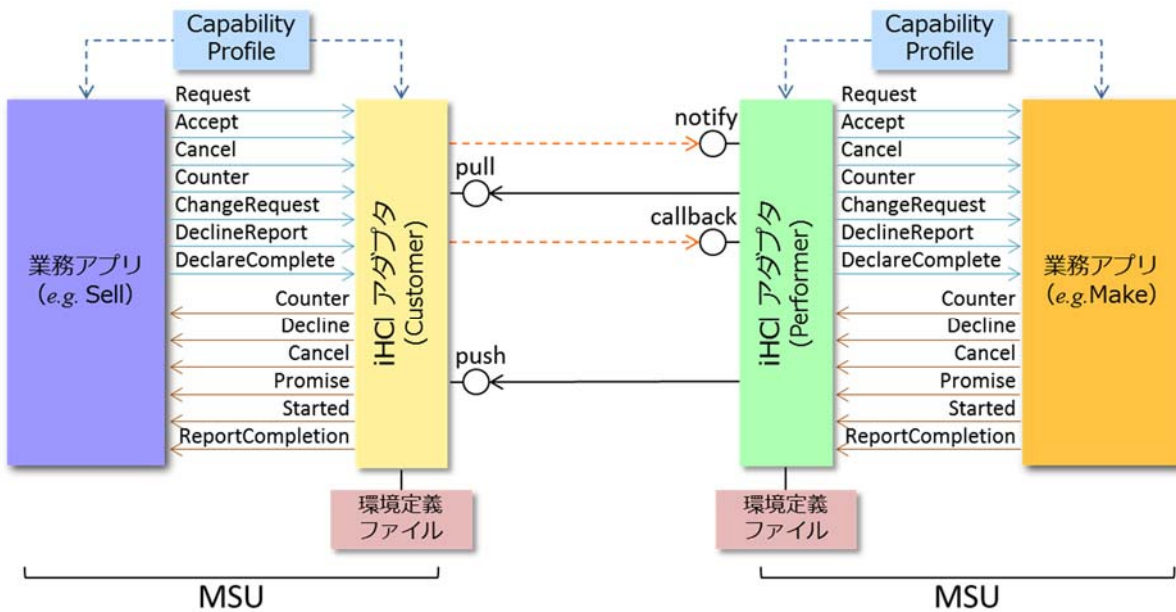 Capability
Profile
Capability
Profile
Request
Accept
Cancel
Counter
ChangeRequest
DeclineReport
DeclareComplete
Counter
Decline
Cancel
Promise
Started
ReportCompletion
業務アプリ
(e.g. Sell)
iHCI アダプタ
(Customer)
notify
pull
callback
push
iHCI アダプタ
(Performer)
Request
Accept
Cancel
Counter
ChangeRequest
DeclineReport
DeclareComplete
Counter
Decline
Cancel
Promise
Started
ReportCompletion
業務アプリ
(e.g.Make)
環境定義
ファイル
環境定義
ファイル
MSU
MSU